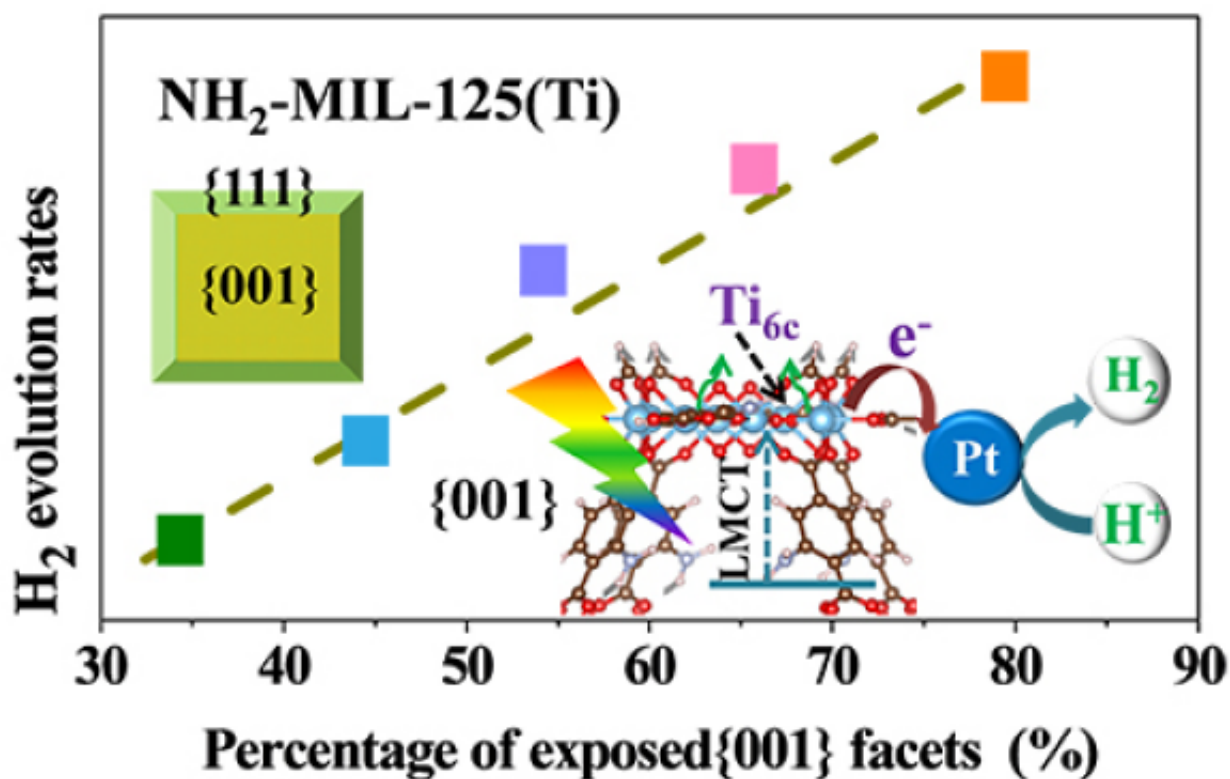 NH₂-MIL-125(Ti)
{111}
{001}
Ti₆c
e⁻
H₂
Pt
H⁺
{001}
LMCT
H₂ evolution rates
30 40 50 60 70 80 90
Percentage of exposed{001} facets (%)